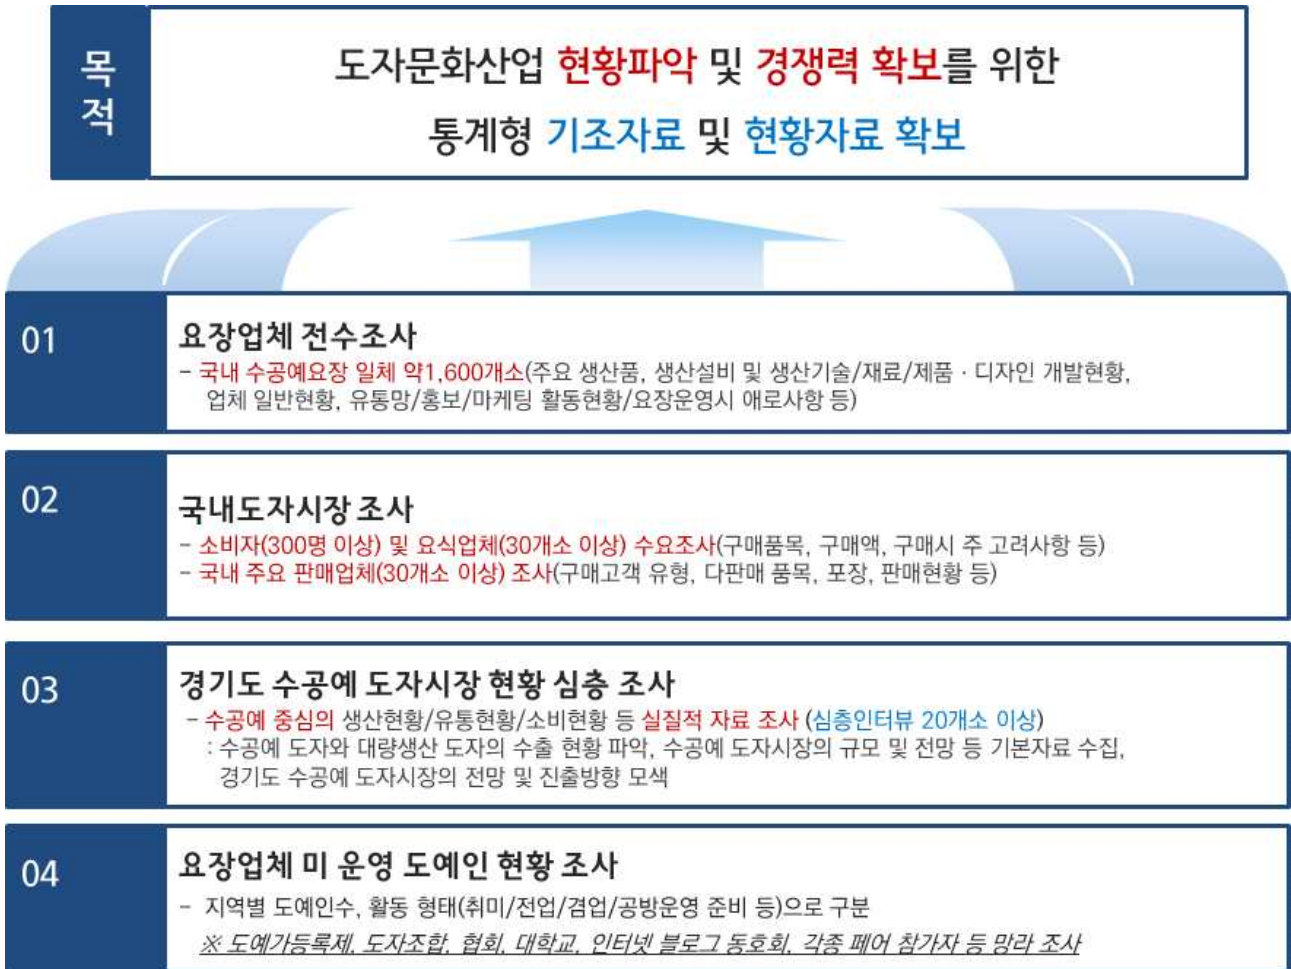 목
적
도자문화산업 현황파악 및 경쟁력 확보를 위한
통계형 기조자료 및 현황자료 확보
01
요장업체 전수조사
- 국내 수공예요장 일체 약1,600개소(주요 생산품, 생산설비 및 생산기술/재료/제품 · 디자인 개발현황,
업체 일반현황, 유통망/홍보/마케팅 활동현황/요장운영시 애로사항 등)
02
국내도자시장 조사
- 소비자(300명 이상) 및 요식업체(30개소 이상) 수요조사(구매품목, 구매액, 구매시 주 고려사항 등)
- 국내 주요 판매업체(30개소 이상) 조사(구매고객 유형, 다판매 품목, 포장, 판매현황 등)
03
경기도 수공예 도자시장 현황 심층 조사
- 수공예 중심의 생산현황/유통현황/소비현황 등 실질적 자료 조사 (심층인터뷰 20개소 이상)
: 수공예 도자와 대량생산 도자의 수출 현황 파악, 수공예 도자시장의 규모 및 전망 등 기본자료 수집,
경기도 수공예 도자시장의 전망 및 진출방향 모색
04
요장업체 미 운영 도예인 현황 조사
- 지역별 도예인수, 활동 형태(취미/전업/겸업/공방운영 준비 등)으로 구분
※ 도예가등록제, 도자조합, 협회, 대학교, 인터넷 블로그 동호회, 각종 페어 참가자 등 망라 조사